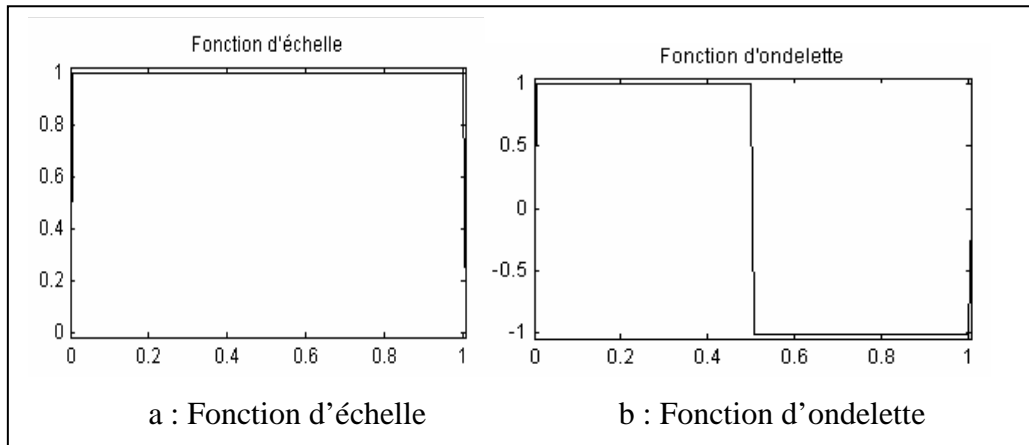 Fonction d'échelle
1
0.8
0.6
0.4
0.2
0
0 0.2 0.4 0.6 0.8 1
Fonction d'ondelette
1
0.5
0
-0.5
-1
0 0.2 0.4 0.6 0.8 1
a : Fonction d’échelle
b : Fonction d’ondelette